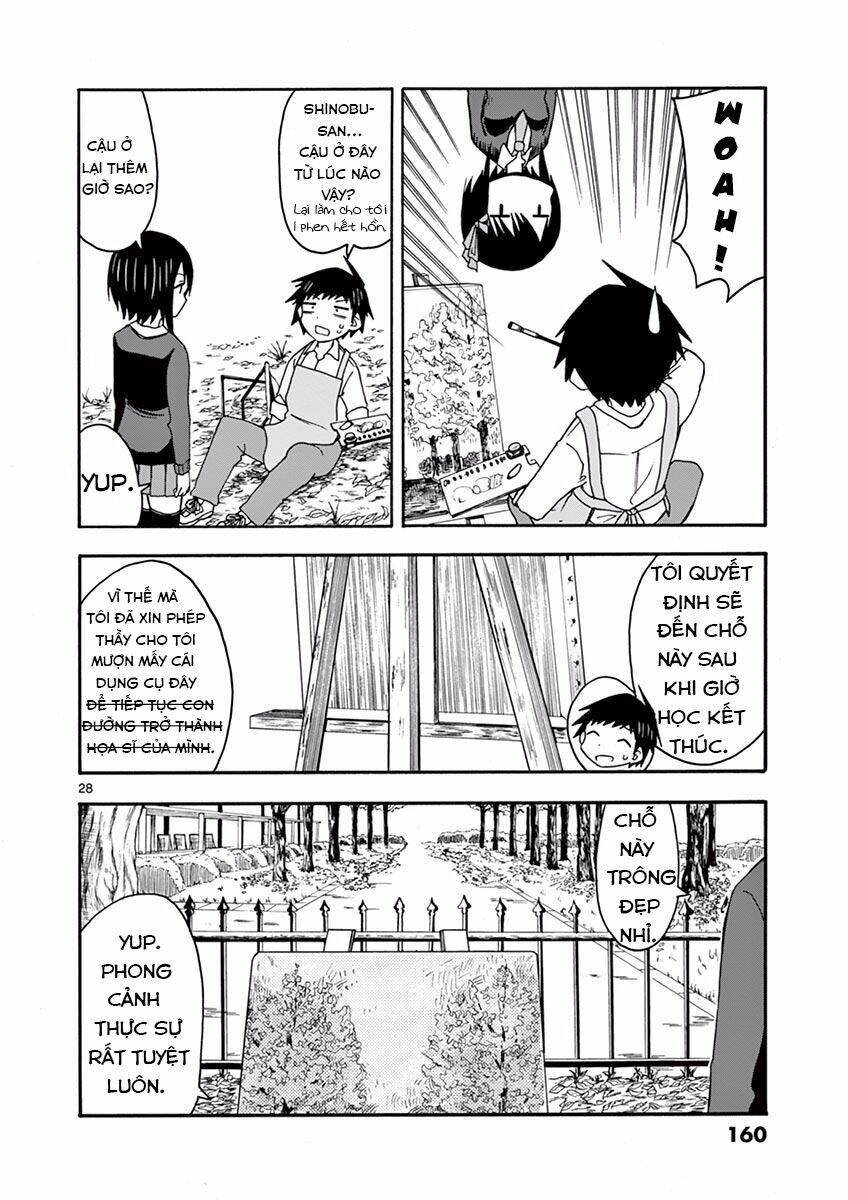 WOAH!
SHINOBU-
SAN...
CẬU Ở ĐÂY
TỪ LÚC NÀO
VẬY?
Lại làm cho tôi
1 phen hết hồn.
CẬU Ở
LẠI THÊM
GIỜ SAO?
YUP.
TÔI QUYẾT
ĐỊNH SẼ
ĐẾN CHỖ
NÀY SAU
KHI GIỜ
HỌC KẾT
THÚC.
VÌ THẾ MÀ
TÔI ĐÃ XIN PHÉP
THẦY CHO TÔI
MƯỢN MẤY CÁI
DỤNG CỤ ĐÂY
ĐỂ TIẾP TỤC CON
ĐƯỜNG TRỞ THÀNH
HỌA SĨ CỦA MÌNH.
28
CHỖ
NÀY
TRÔNG
ĐẸP
NHỈ.
YUP.
PHONG
CẢNH
THỰC SỰ
RẤT TUYỆT
LUÔN.
160